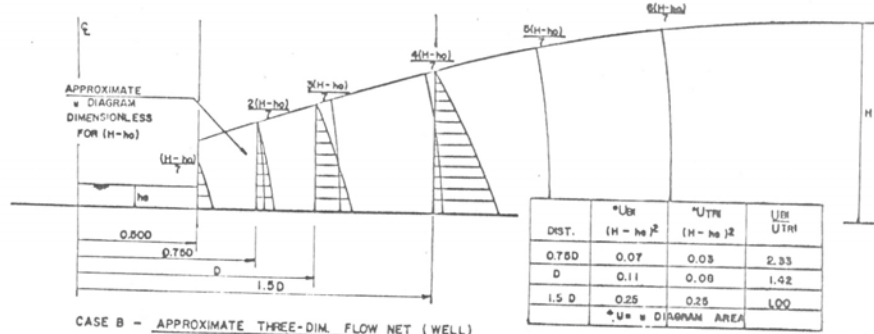 ℄
APPROXIMATE
u DIAGRAM
DIMENSIONLESS
FOR (H-ho)
(H-ho)
7
2(H-ho)
7
3(H-ho)
7
4(H-ho)
7
5(H-ho)
7
6(H-ho)
7
H
ho
0.50D
0.75D
D
1.5 D
DIST. *UBI (H - ho)2 *UTRI (H - ho)2 UBI UTRI
0.75D 0.07 0.03 2.33
D 0.11 0.08 1.42
1.5 D 0.25 0.25 1.00
*U = u DIAGRAM AREA
CASE B - APPROXIMATE THREE-DIM. FLOW NET (WELL)